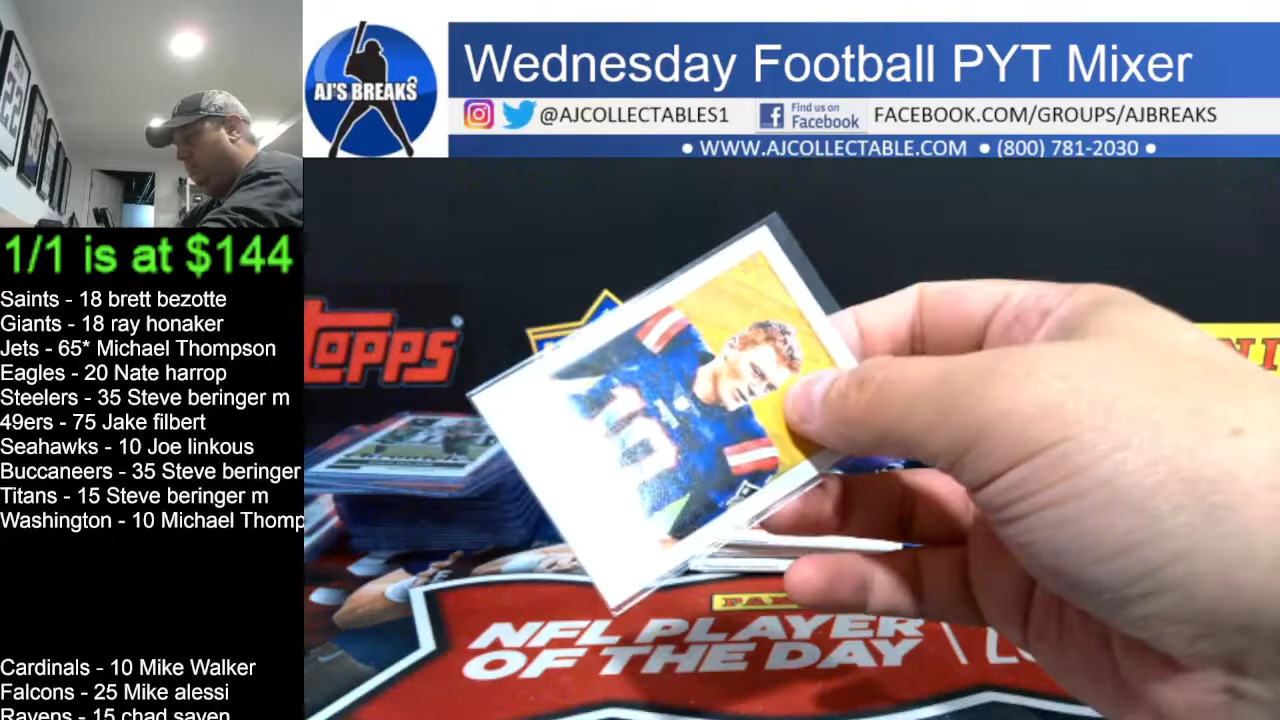 AJ'S BREAKS
Wednesday Football PYT Mixer
@AJCOLLECTABLES1
Find us on
Facebook
FACEBOOK.COM/GROUPS/AJBREAKS
• WWW.AJCOLLECTABLE.COM • (800) 781-2030 •
1/1 is at $144
Saints - 18 brett bezotte
Giants - 18 ray honaker
Jets - 65* Michael Thompson
Eagles - 20 Nate harrop
Steelers - 35 Steve beringer m
49ers - 75 Jake filbert
Seahawks - 10 Joe linkous
Buccaneers - 35 Steve beringer
Titans - 15 Steve beringer m
Washington - 10 Michael Thomp
Cardinals - 10 Mike Walker
Falcons - 25 Mike alessi
Ravens - 15 chad sayen
TOPPS
10
22
NFL PLAYER
OF THE DAY